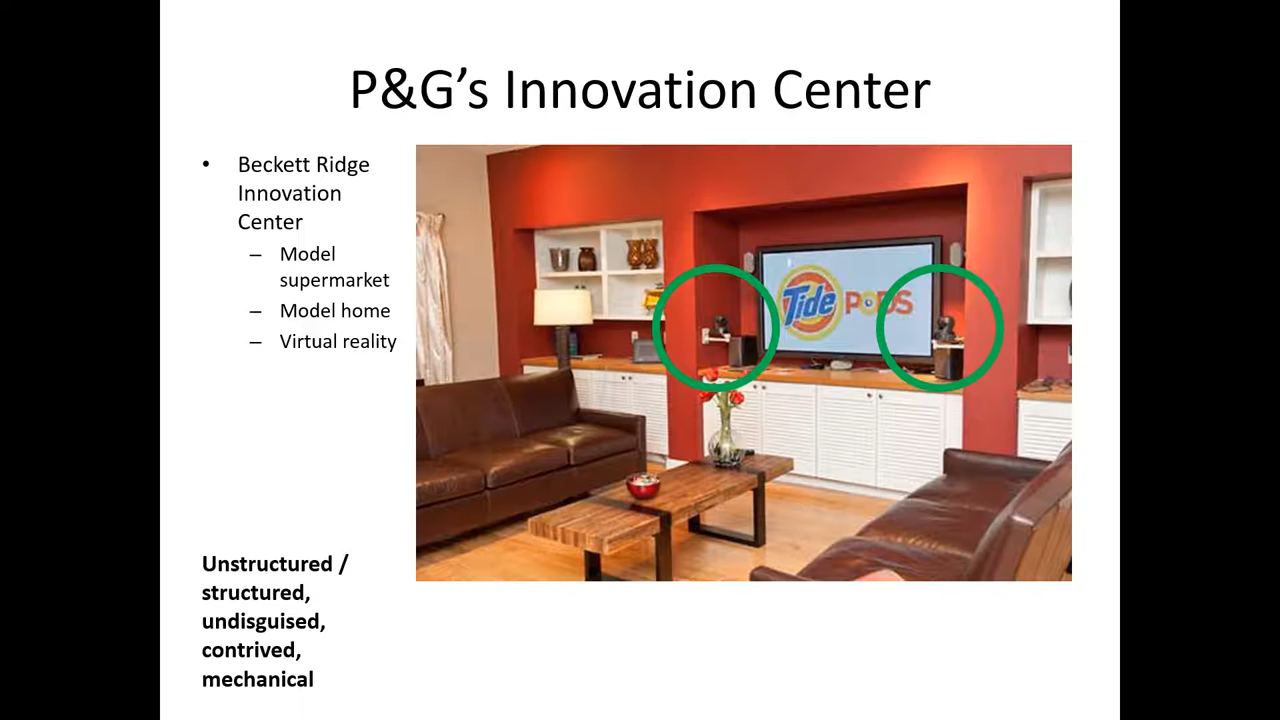 P&G’s Innovation Center
• Beckett Ridge
Innovation
Center
– Model
supermarket
– Model home
– Virtual reality
Tide PODS
Unstructured /
structured,
undisguised,
contrived,
mechanical